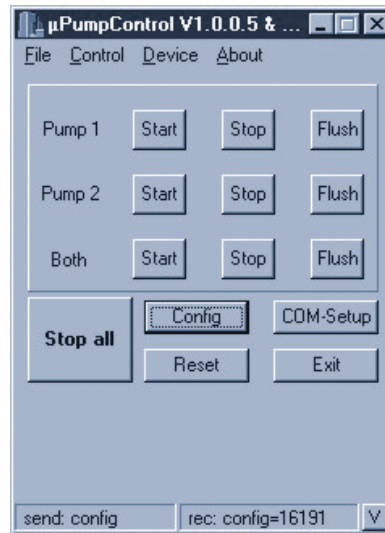 µPumpControl V1.0.0.5 & ...
File Control Device About
Pump 1 Start Stop Flush
Pump 2 Start Stop Flush
Both Start Stop Flush
Stop all
Config COM-Setup
Reset Exit
send: config rec: config=16191 V